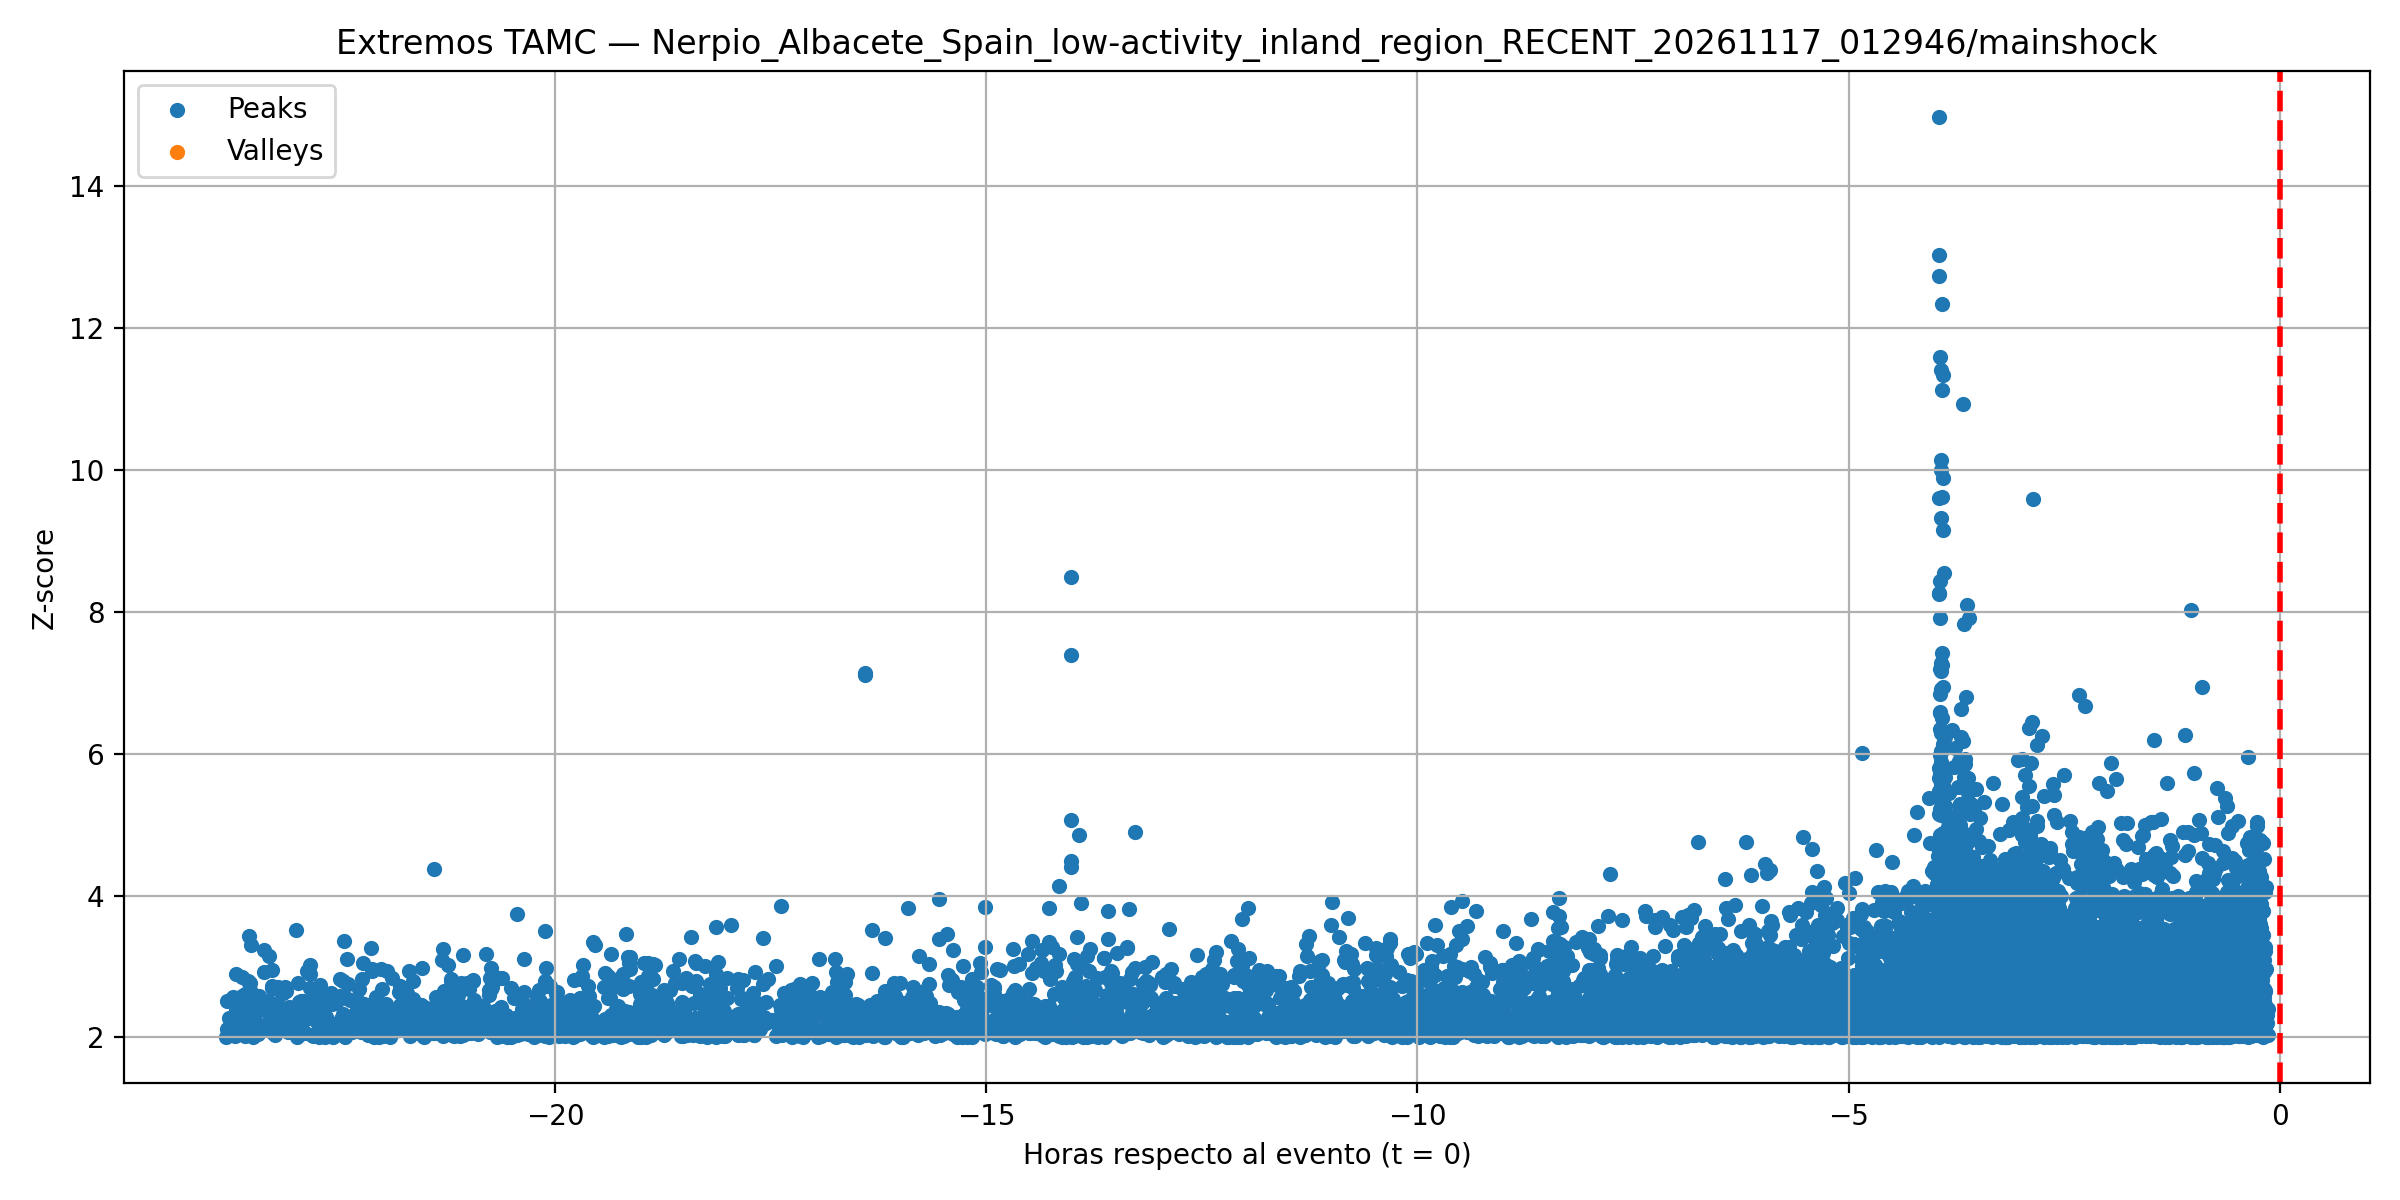 Extremos TAMC — Nerpio_Albacete_Spain_low-activity_inland_region_RECENT_20261117_012946/mainshock
Peaks
Valleys
14
12
10
8
6
4
2
Z-score
−20
−15
−10
−5
0
Horas respecto al evento (t = 0)